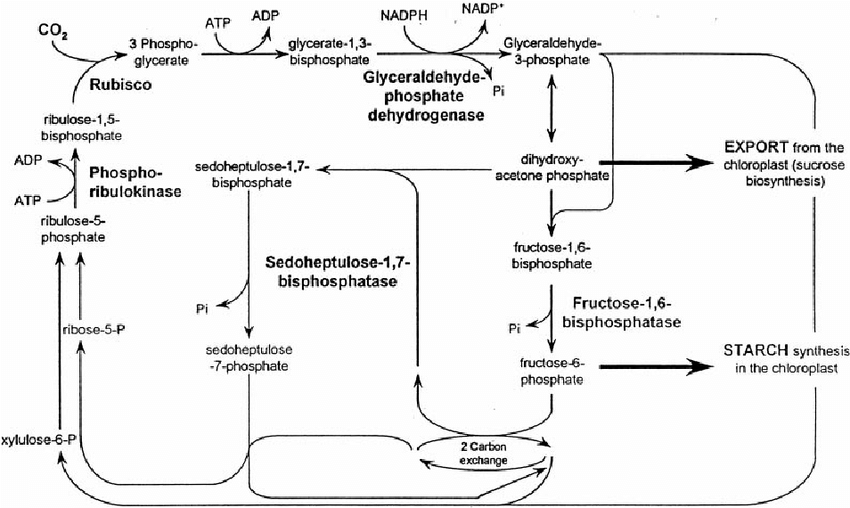 CO2
3 Phospho-
glycerate
ATP
ADP
glycerate-1,3-
bisphosphate
NADPH
NADP+
Glyceraldehyde-
3-phosphate
Rubisco
Glyceraldehyde-
phosphate
dehydrogenase
Pi
ribulose-1,5-
bisphosphate
ADP
ATP
Phospho-
ribulokinase
ribulose-5-
phosphate
sedoheptulose-1,7-
bisphosphate
dihydroxy-
acetone phosphate
EXPORT from the
chloroplast (sucrose
biosynthesis)
fructose-1,6-
bisphosphate
Sedoheptulose-1,7-
bisphosphatase
Pi
Fructose-1,6-
bisphosphatase
Pi
ribose-5-P
sedoheptulose
-7-phosphate
fructose-6-
phosphate
STARCH synthesis
in the chloroplast
xylulose-6-P
2 Carbon
exchange